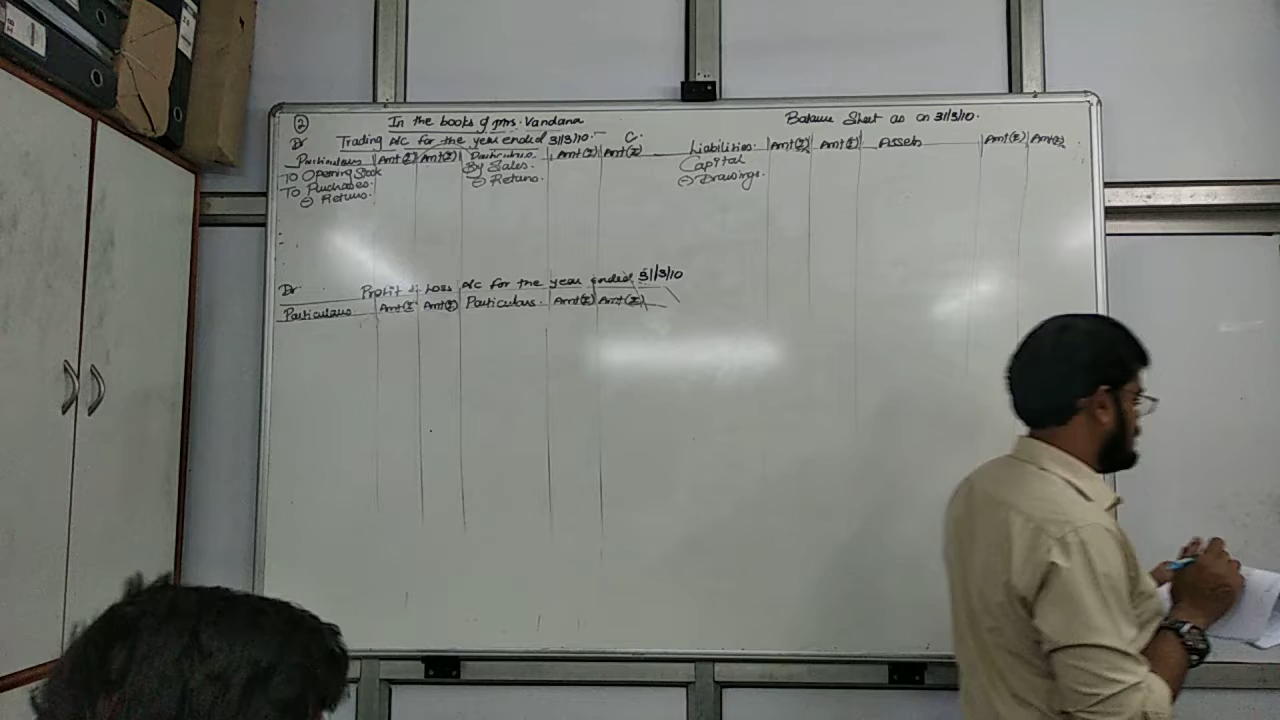 ② In the books of Mrs. Vandana
Dr Trading A/C for the year ended 31/3/10. C.
Particulars Amt(₹) Amt(₹) Particulars Amt(₹) Amt(₹)
To Opening Stock By Sales.
To Purchases. ⊖ Return.
⊖ Return.
Dr Profit & Loss A/C for the year ended 31/3/10
Particulars Amt(₹) Amt(₹) Particulars. Amt(₹) Amt(₹)
Balance Sheet as on 31/3/10.
Liabilities. Amt(₹) Amt(₹) Assets Amt(₹) Amt(₹)
Capital
⊖ Drawings.